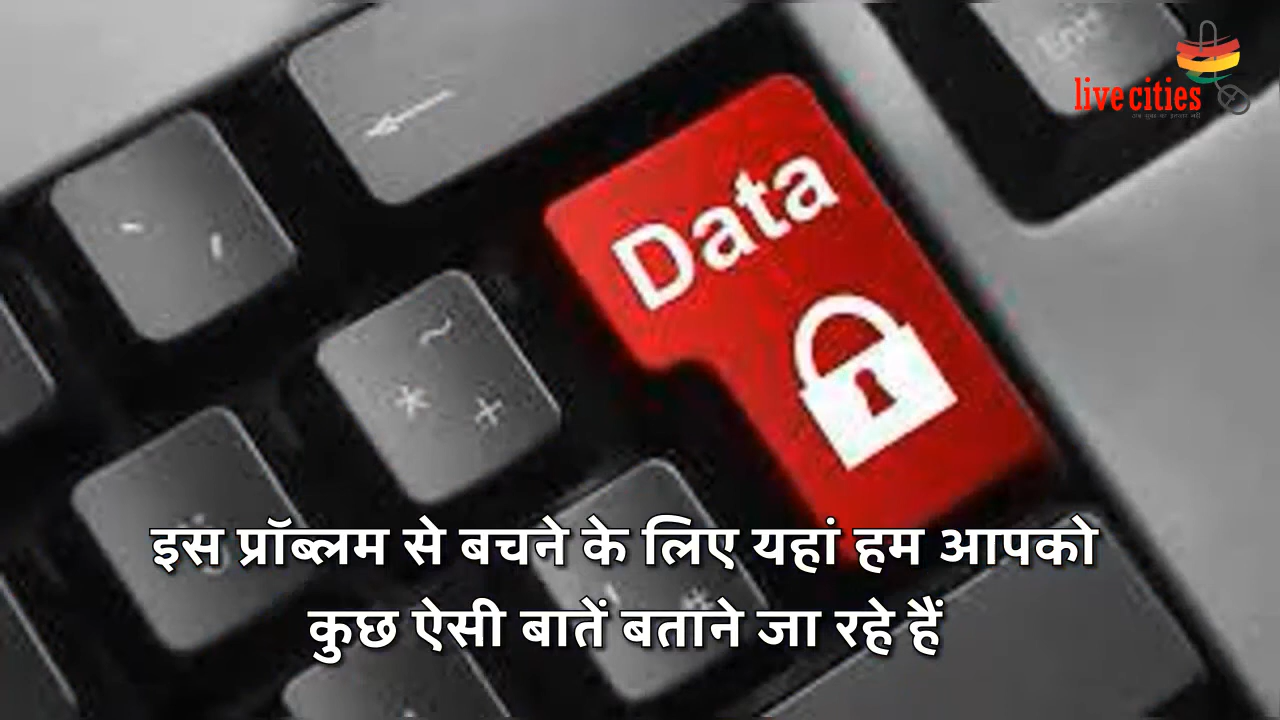 live cities
Data
इस प्रॉब्लम से बचने के लिए यहां हम आपको
कुछ ऐसी बातें बताने जा रहे हैं